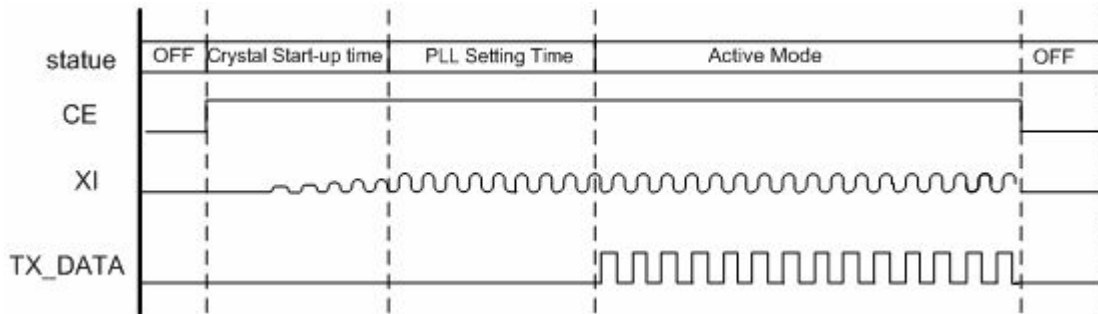 statue OFF Crystal Start-up time PLL Setting Time Active Mode OFF
CE
XI
TX_DATA